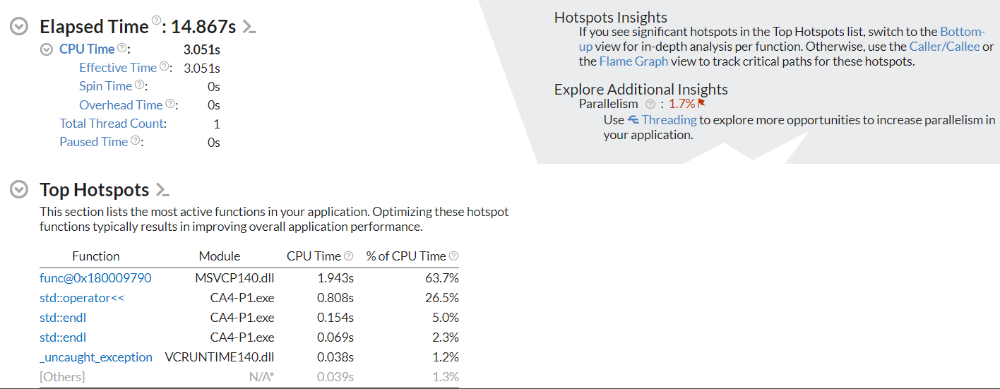 Elapsed Time ?: 14.867s
CPU Time ?: 3.051s
Effective Time ?: 3.051s
Spin Time ?: 0s
Overhead Time ?: 0s
Total Thread Count: 1
Paused Time ?: 0s
Hotspots Insights
If you see significant hotspots in the Top Hotspots list, switch to the Bottom-
up view for in-depth analysis per function. Otherwise, use the Caller/Callee or
the Flame Graph view to track critical paths for these hotspots.
Explore Additional Insights
Parallelism ? : 1.7%
Use Threading to explore more opportunities to increase parallelism in
your application.
Top Hotspots
This section lists the most active functions in your application. Optimizing these hotspot
functions typically results in improving overall application performance.
Function Module CPU Time ? % of CPU Time ?
func@0x180009790 MSVCP140.dll 1.943s 63.7%
std::operator<< CA4-P1.exe 0.808s 26.5%
std::endl CA4-P1.exe 0.154s 5.0%
std::endl CA4-P1.exe 0.069s 2.3%
_uncaught_exception VCRUNTIME140.dll 0.038s 1.2%
[Others] N/A* 0.039s 1.3%